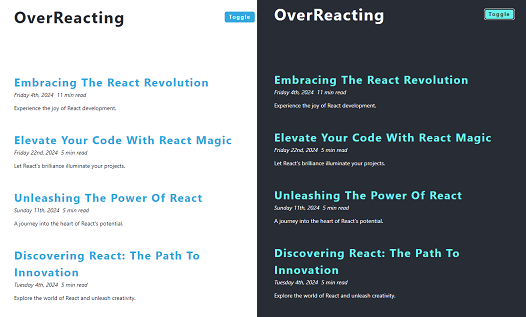 OverReacting
Toggle
Embracing The React Revolution
Friday 4th, 2024 11 min read
Experience the joy of React development.
Elevate Your Code With React Magic
Friday 22nd, 2024 5 min read
Let React's brilliance illuminate your projects.
Unleashing The Power Of React
Sunday 11th, 2024 5 min read
A journey into the heart of React's potential.
Discovering React: The Path To
Innovation
Tuesday 4th, 2024 5 min read
Explore the world of React and unleash creativity.
OverReacting
Toggle
Embracing The React Revolution
Friday 4th, 2024 11 min read
Experience the joy of React development.
Elevate Your Code With React Magic
Friday 22nd, 2024 5 min read
Let React's brilliance illuminate your projects.
Unleashing The Power Of React
Sunday 11th, 2024 5 min read
A journey into the heart of React's potential.
Discovering React: The Path To
Innovation
Tuesday 4th, 2024 5 min read
Explore the world of React and unleash creativity.